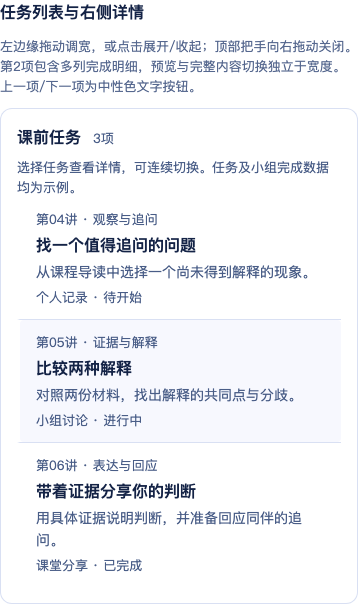 任务列表与右侧详情
左边缘拖动调宽，或点击展开/收起；顶部把手向右拖动关闭。
第2项包含多列完成明细，预览与完整内容切换独立于宽度。
上一项/下一项为中性色文字按钮。
课前任务 3项
选择任务查看详情，可连续切换。任务及小组完成数据
均为示例。
第04讲 · 观察与追问
找一个值得追问的问题
从课程导读中选择一个尚未得到解释的现象。
个人记录 · 待开始
第05讲 · 证据与解释
比较两种解释
对照两份材料，找出解释的共同点与分歧。
小组讨论 · 进行中
第06讲 · 表达与回应
带着证据分享你的判断
用具体证据说明判断，并准备回应同伴的追
问。
课堂分享 · 已完成